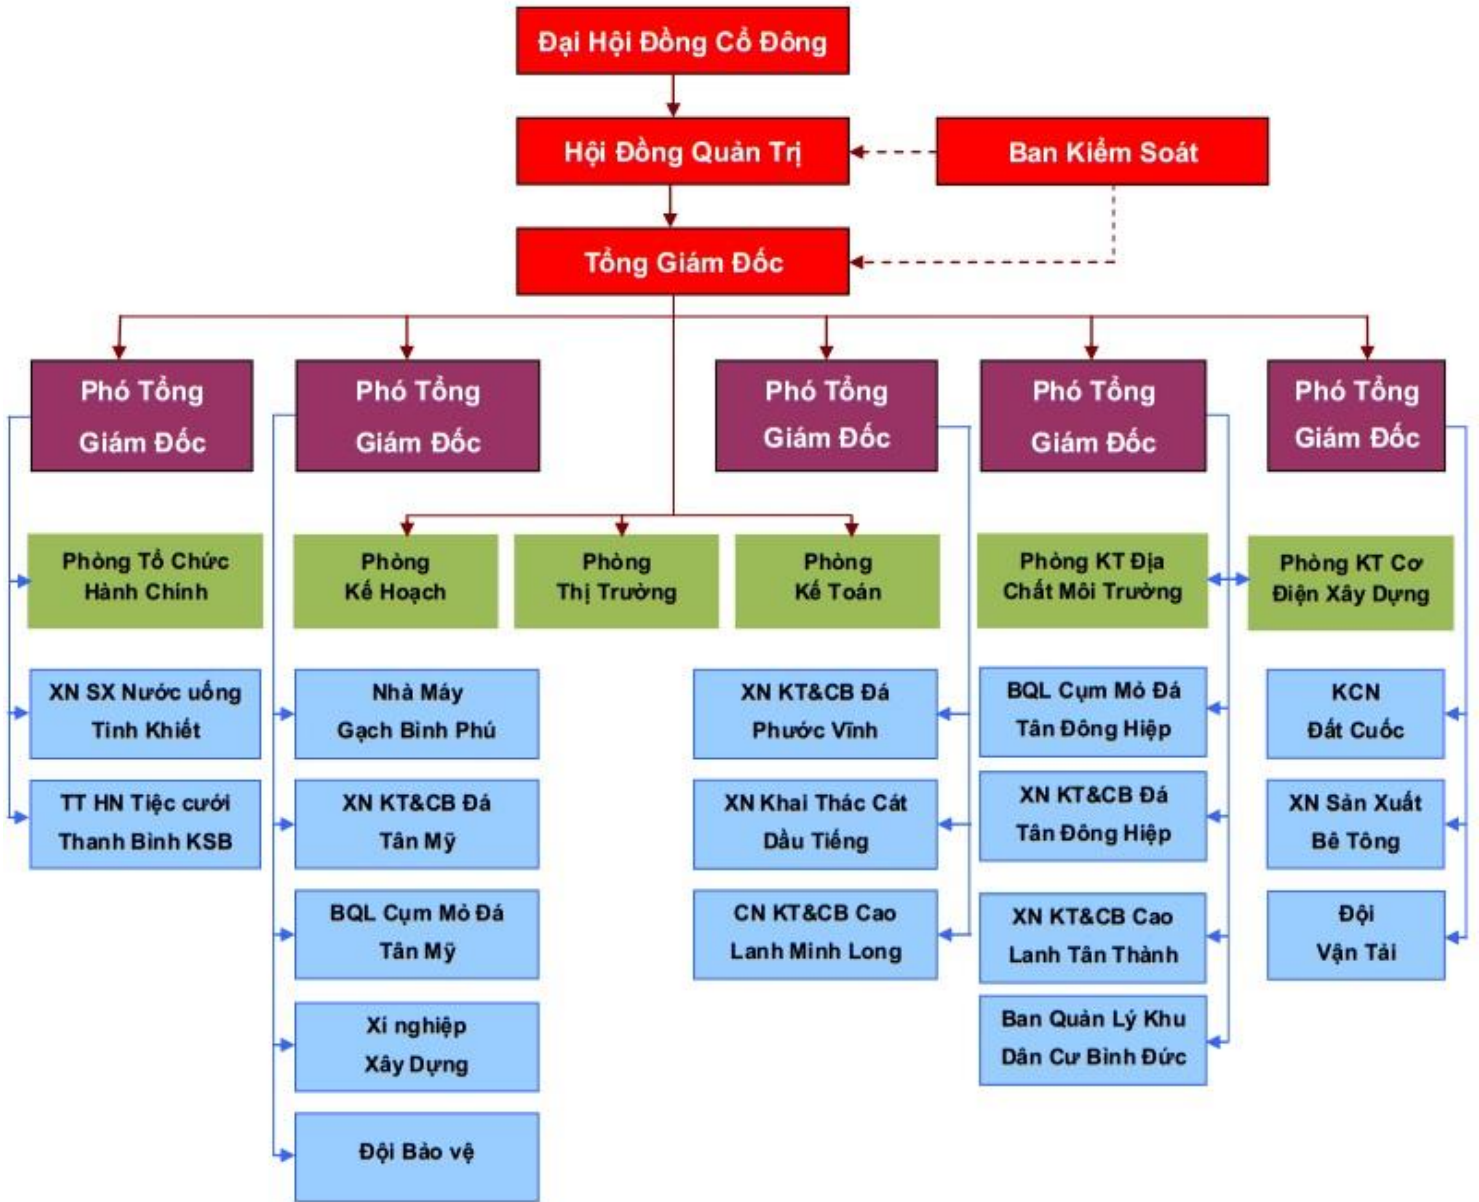 Đại Hội Đồng Cổ Đông
Hội Đồng Quản Trị
Ban Kiểm Soát
Tổng Giám Đốc
Phó Tổng
Giám Đốc
Phó Tổng
Giám Đốc
Phó Tổng
Giám Đốc
Phó Tổng
Giám Đốc
Phó Tổng
Giám Đốc
Phòng Tổ Chức
Hành Chính
Phòng
Kế Hoạch
Phòng
Thị Trường
Phòng
Kế Toán
Phòng KT Địa
Chất Môi Trường
Phòng KT Cơ
Điện Xây Dựng
XN SX Nước uống
Tinh Khiết
TT HN Tiệc cưới
Thanh Bình KSB
Nhà Máy
Gạch Bình Phú
XN KT&CB Đá
Tân Mỹ
BQL Cụm Mỏ Đá
Tân Mỹ
Xí nghiệp
Xây Dựng
Đội Bảo vệ
XN KT&CB Đá
Phước Vĩnh
XN Khai Thác Cát
Dầu Tiếng
CN KT&CB Cao
Lanh Minh Long
BQL Cụm Mỏ Đá
Tân Đông Hiệp
XN KT&CB Đá
Tân Đông Hiệp
XN KT&CB Cao
Lanh Tân Thành
Ban Quản Lý Khu
Dân Cư Bình Đức
KCN
Đất Cuốc
XN Sản Xuất
Bê Tông
Đội
Vận Tải